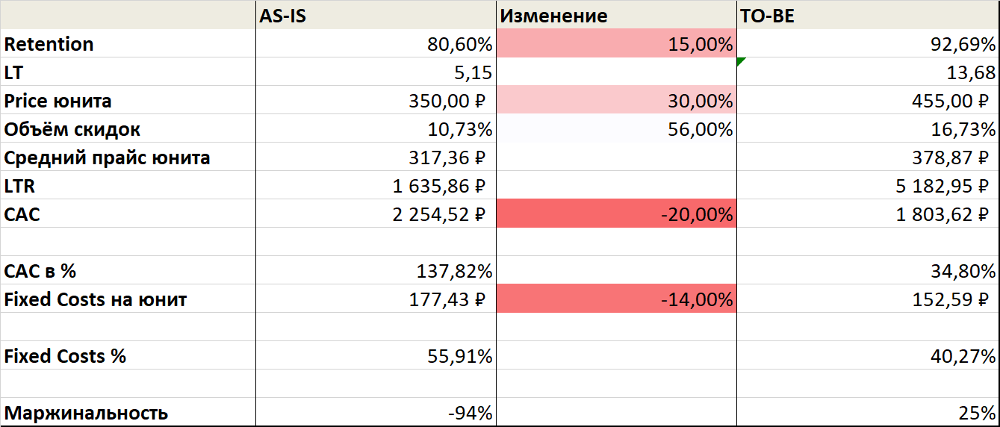 AS-IS Изменение TO-BE
Retention 80,60% 15,00% 92,69%
LT 5,15 13,68
Price юнита 350,00 ₽ 30,00% 455,00 ₽
Объём скидок 10,73% 56,00% 16,73%
Средний прайс юнита 317,36 ₽ 378,87 ₽
LTR 1 635,86 ₽ 5 182,95 ₽
CAC 2 254,52 ₽ -20,00% 1 803,62 ₽
CAC в % 137,82% 34,80%
Fixed Costs на юнит 177,43 ₽ -14,00% 152,59 ₽
Fixed Costs % 55,91% 40,27%
Маржинальность -94% 25%